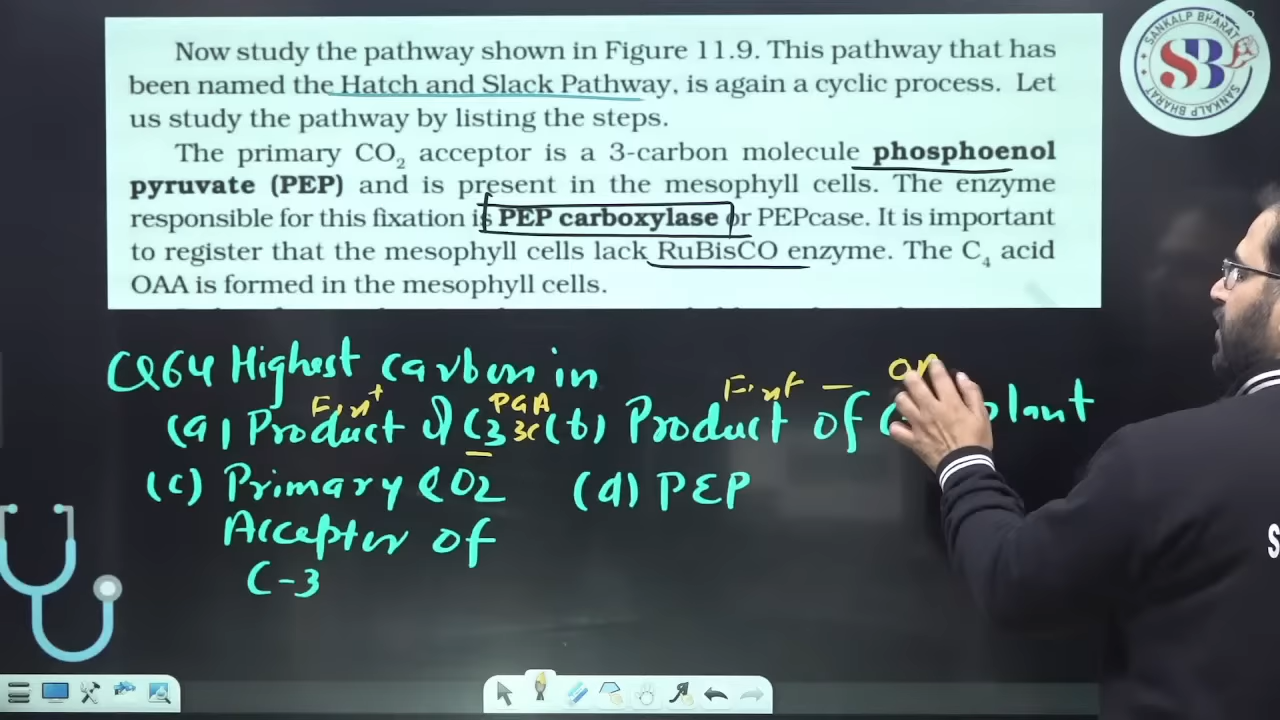 SANKALP BHARAT
SB
SANKALP BHARAT
Now study the pathway shown in Figure 11.9. This pathway that has
been named the Hatch and Slack Pathway, is again a cyclic process. Let
us study the pathway by listing the steps.
The primary CO₂ acceptor is a 3-carbon molecule phosphoenol
pyruvate (PEP) and is present in the mesophyll cells. The enzyme
responsible for this fixation is PEP carboxylase or PEPcase. It is important
to register that the mesophyll cells lack RuBisCO enzyme. The C₄ acid
OAA is formed in the mesophyll cells.
Q64 Highest carbon in
First PGA First
(a) Product of C3 3C (b) Product of plant
(c) Primary CO2 (d) PEP
Acceptor of
C-3
S